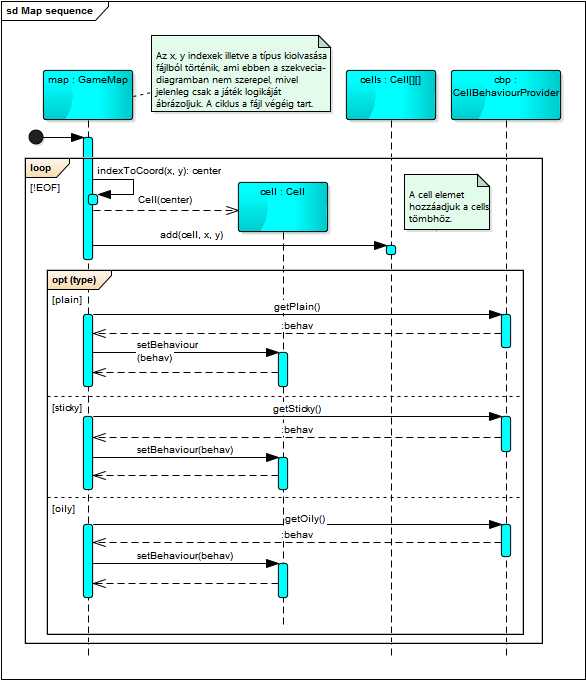 sd Map sequence
Az x, y indexek illetve a típus kiolvasása
fájlból történik, ami ebben a szekvecia-
diagramban nem szerepel, mivel
jelenleg csak a játék logikáját
ábrázoljuk. A ciklus a fájl végéig tart.
map : GameMap
cells : Cell[][]
cbp :
CellBehaviourProvider
loop
[!EOF]
indexToCoord(x, y): center
Cell(center)
cell : Cell
A cell elemet
hozzáadjuk a cells
tömbhöz.
add(cell, x, y)
opt (type)
[plain]
getPlain()
:behav
setBehaviour
(behav)
[sticky]
getSticky()
:behav
setBehaviour(behav)
[oily]
getOily()
:behav
setBehaviour(behav)